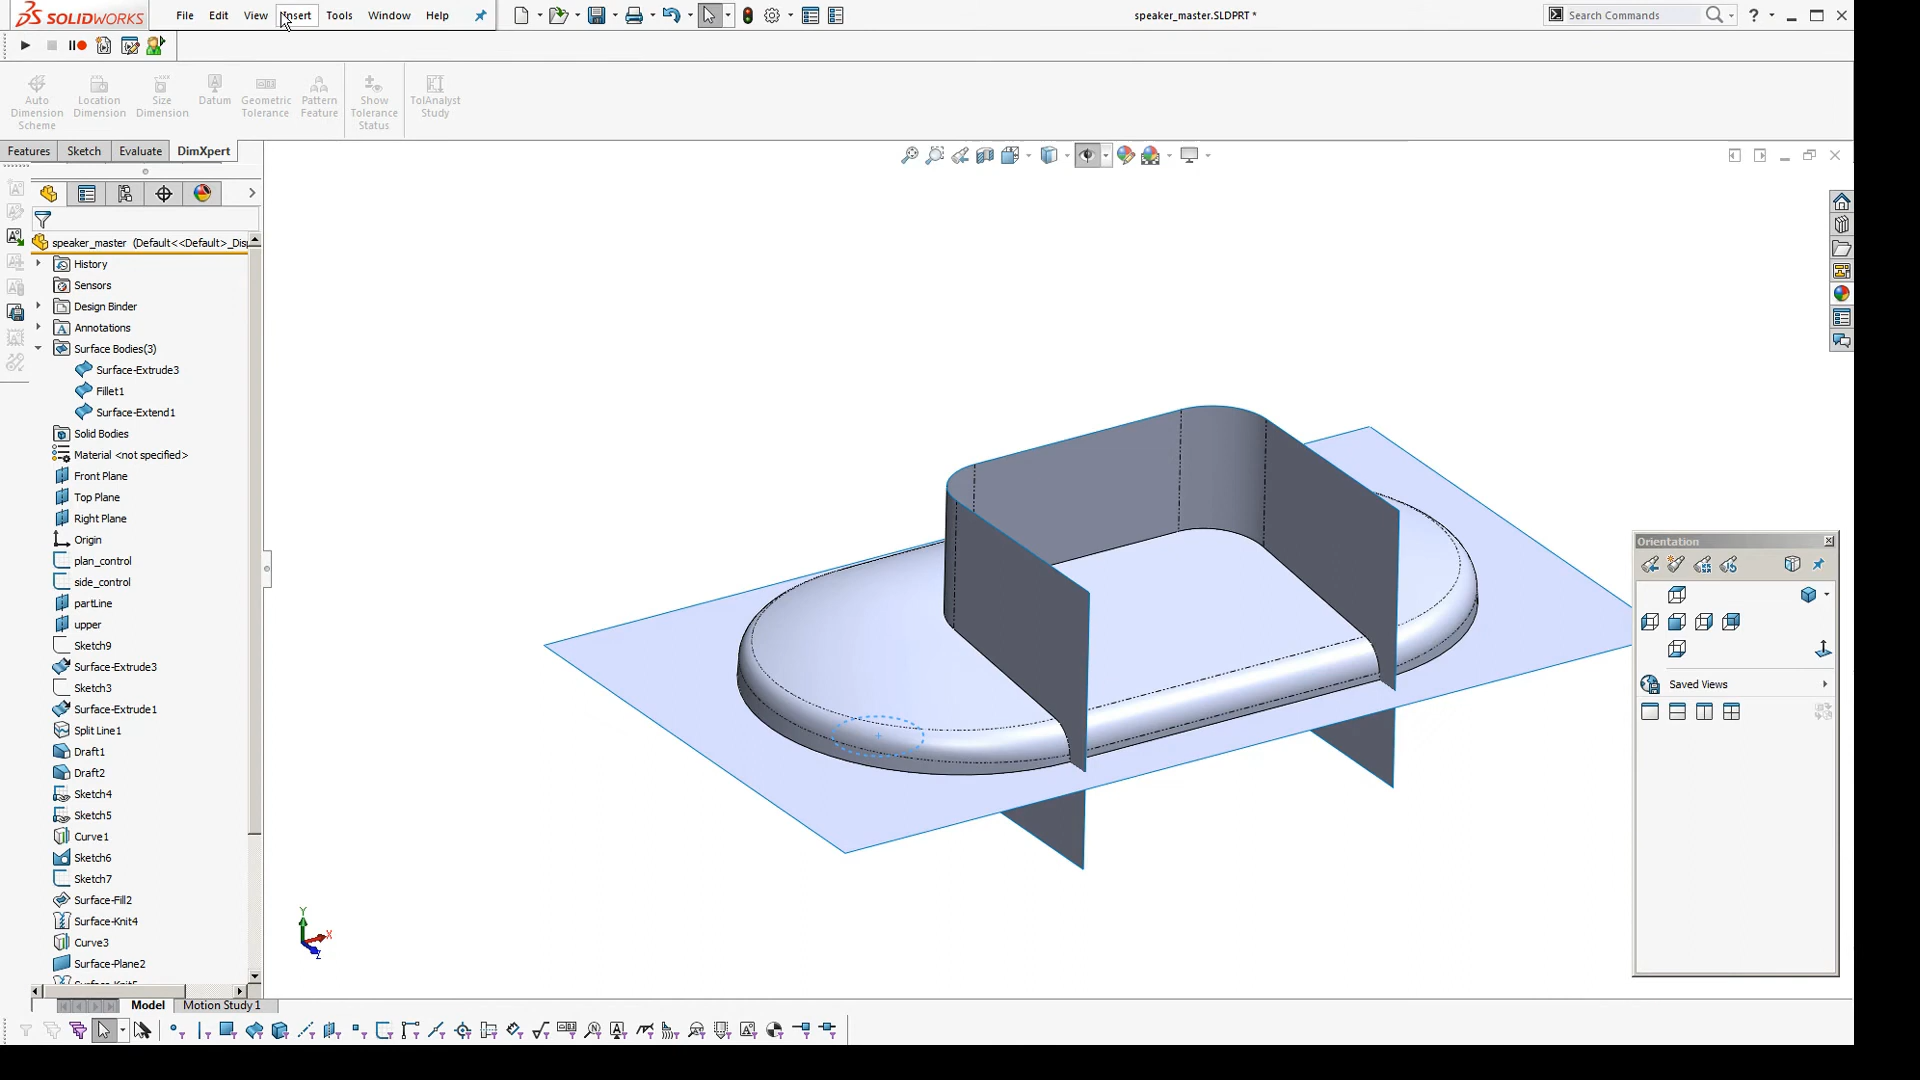 SOLIDWORKS
File Edit View Insert Tools Window Help
speaker_master.SLDPRT *
Search Commands
Auto Dimension Scheme
Location Dimension
Size Dimension
Datum
Geometric Tolerance
Pattern Feature
Show Tolerance Status
TolAnalyst Study
Features Sketch Evaluate DimXpert
speaker_master (Default<<Default>_Disp
History
Sensors
Design Binder
Annotations
Surface Bodies(3)
Surface-Extrude3
Fillet1
Surface-Extend1
Solid Bodies
Material <not specified>
Front Plane
Top Plane
Right Plane
Origin
plan_control
side_control
partLine
upper
Sketch9
Surface-Extrude3
Sketch3
Surface-Extrude1
Split Line1
Draft1
Draft2
Sketch4
Sketch5
Curve1
Sketch6
Sketch7
Surface-Fill2
Surface-Knit4
Curve3
Surface-Plane2
Surface-Knit5
Orientation
Saved Views
Y
X
Z
Model Motion Study 1